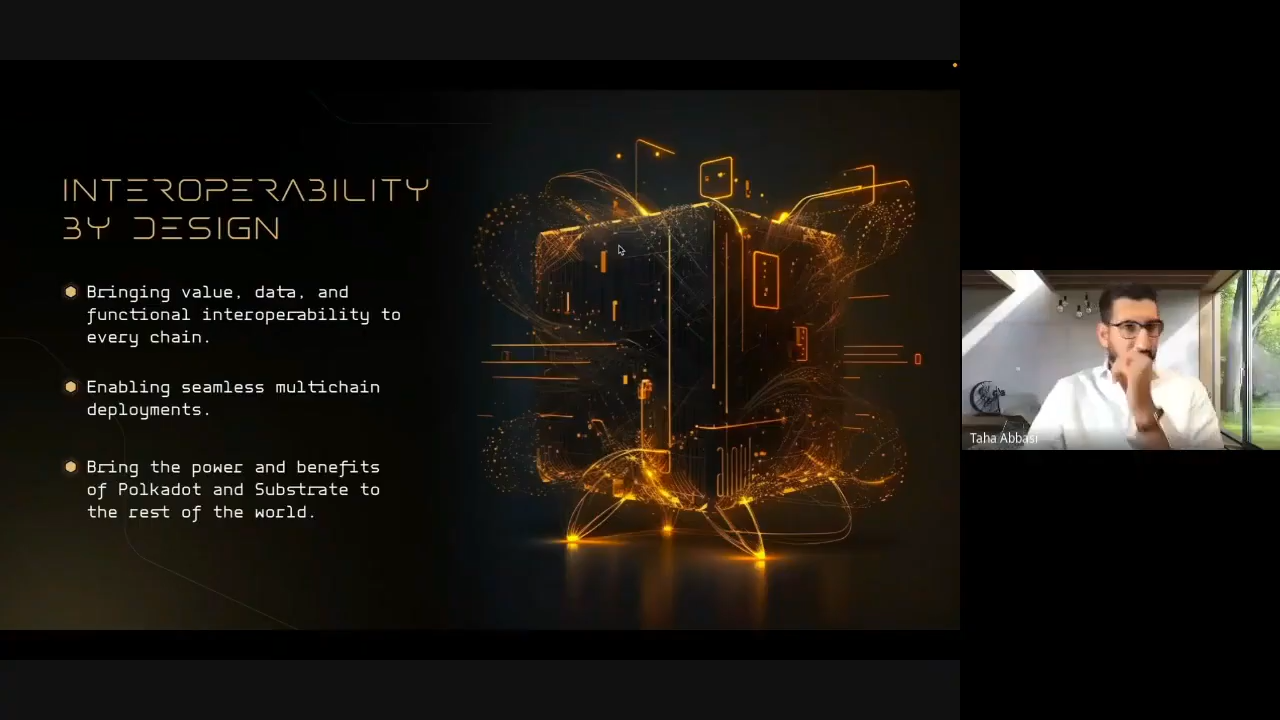 INTEROPERABILITY
BY DESIGN
Bringing value, data, and
functional interoperability to
every chain.
Enabling seamless multichain
deployments.
Bring the power and benefits
of Polkadot and Substrate to
the rest of the world.
Taha Abbasi